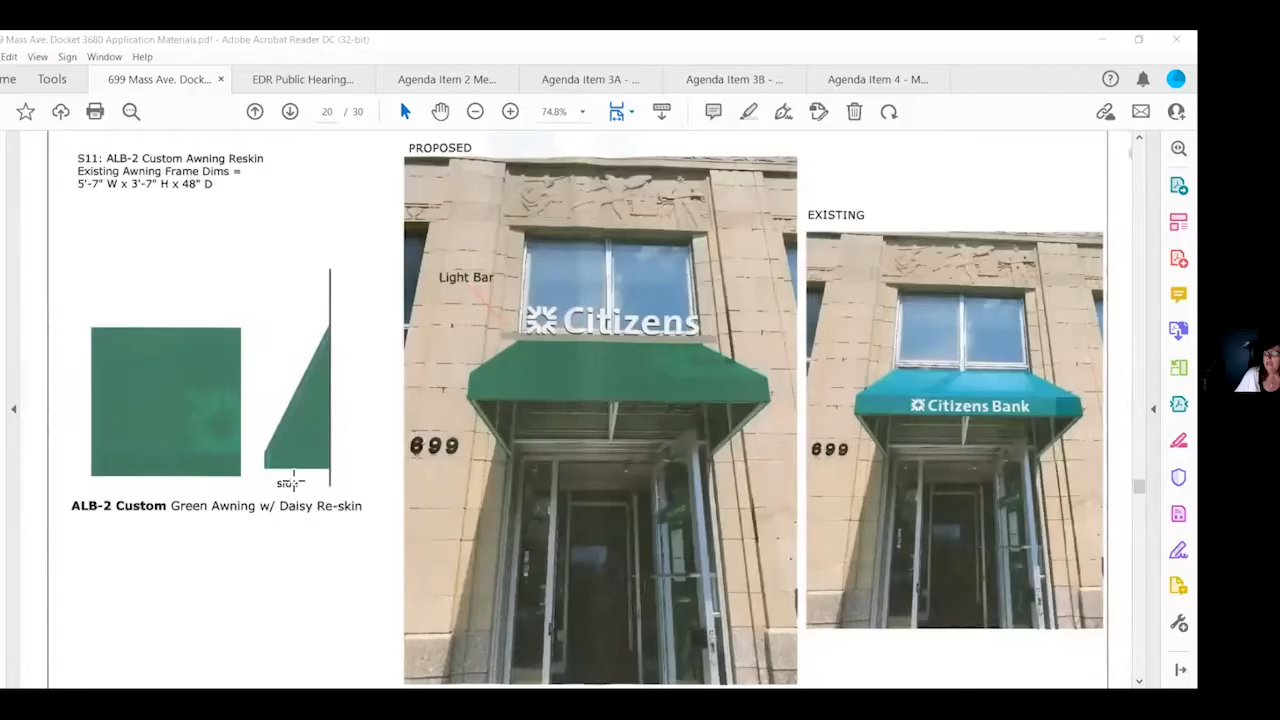 9 Mass Ave. Docket 3680 Application Materials.pdf - Adobe Acrobat Reader DC (32-bit)
Edit View Sign Window Help
me Tools 699 Mass Ave. Dock... × EDR Public Hearing... Agenda Item 2 Me... Agenda Item 3A - ... Agenda Item 3B - ... Agenda Item 4 - M...
20 / 30 74.8%
S11: ALB-2 Custom Awning Reskin
Existing Awning Frame Dims =
5'-7" W x 3'-7" H x 48" D
PROPOSED
EXISTING
Light Bar
Citizens
Citizens Bank
699
699
ALB-2 Custom Green Awning w/ Daisy Re-skin